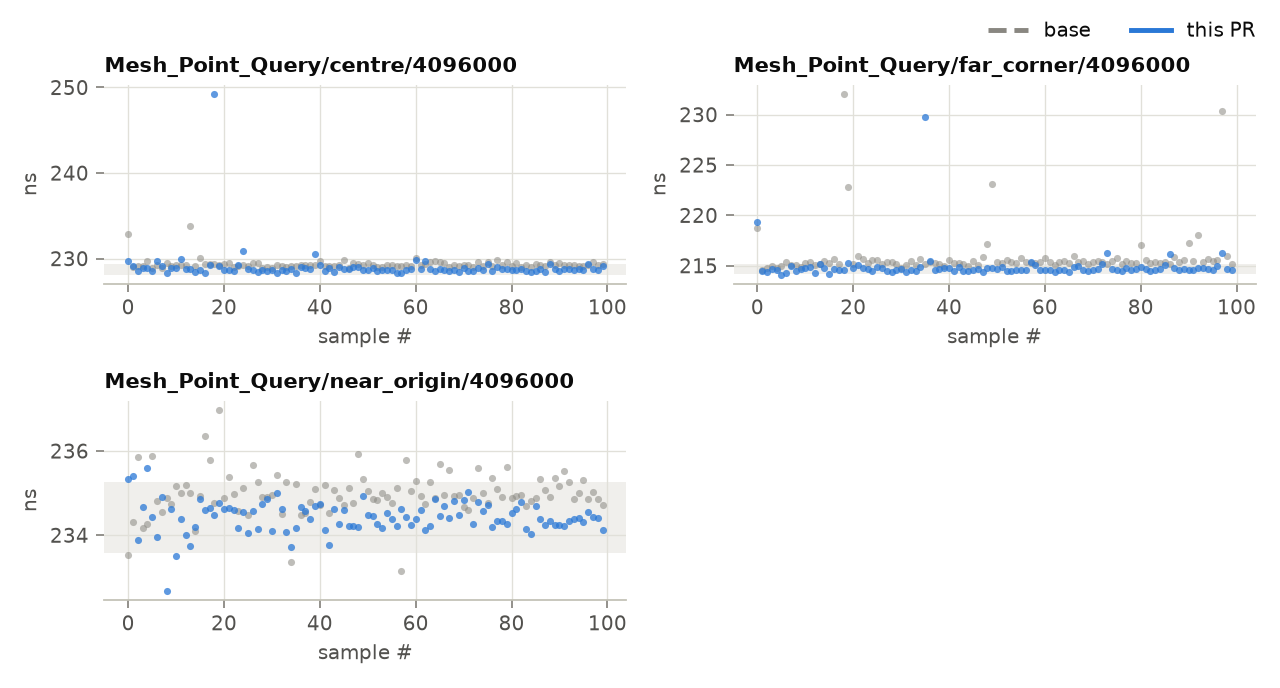 base this PR
Mesh_Point_Query/centre/4096000
250
240
230
ns
0 20 40 60 80 100
sample #
Mesh_Point_Query/far_corner/4096000
230
225
220
215
ns
0 20 40 60 80 100
sample #
Mesh_Point_Query/near_origin/4096000
236
234
ns
0 20 40 60 80 100
sample #